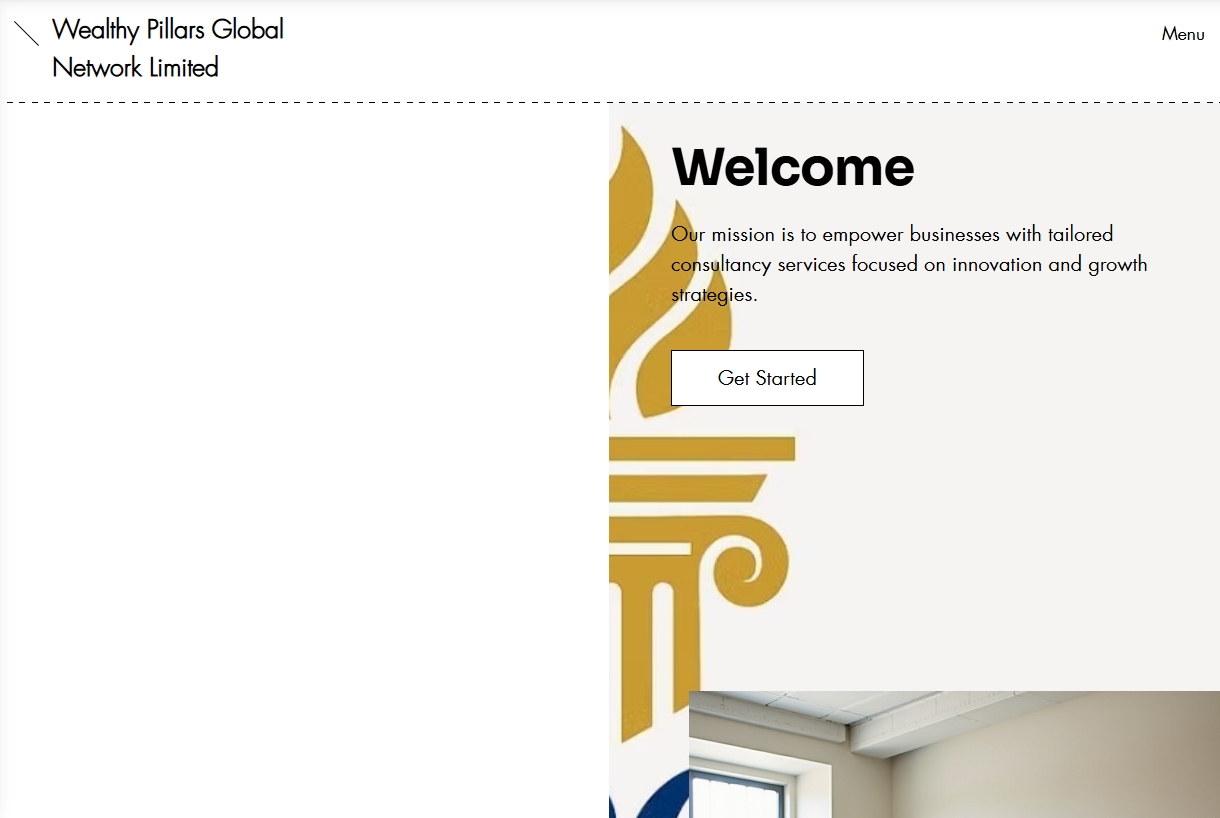 Wealthy Pillars Global
Network Limited
Menu
Welcome
Our mission is to empower businesses with tailored
consultancy services focused on innovation and growth
strategies.
Get Started